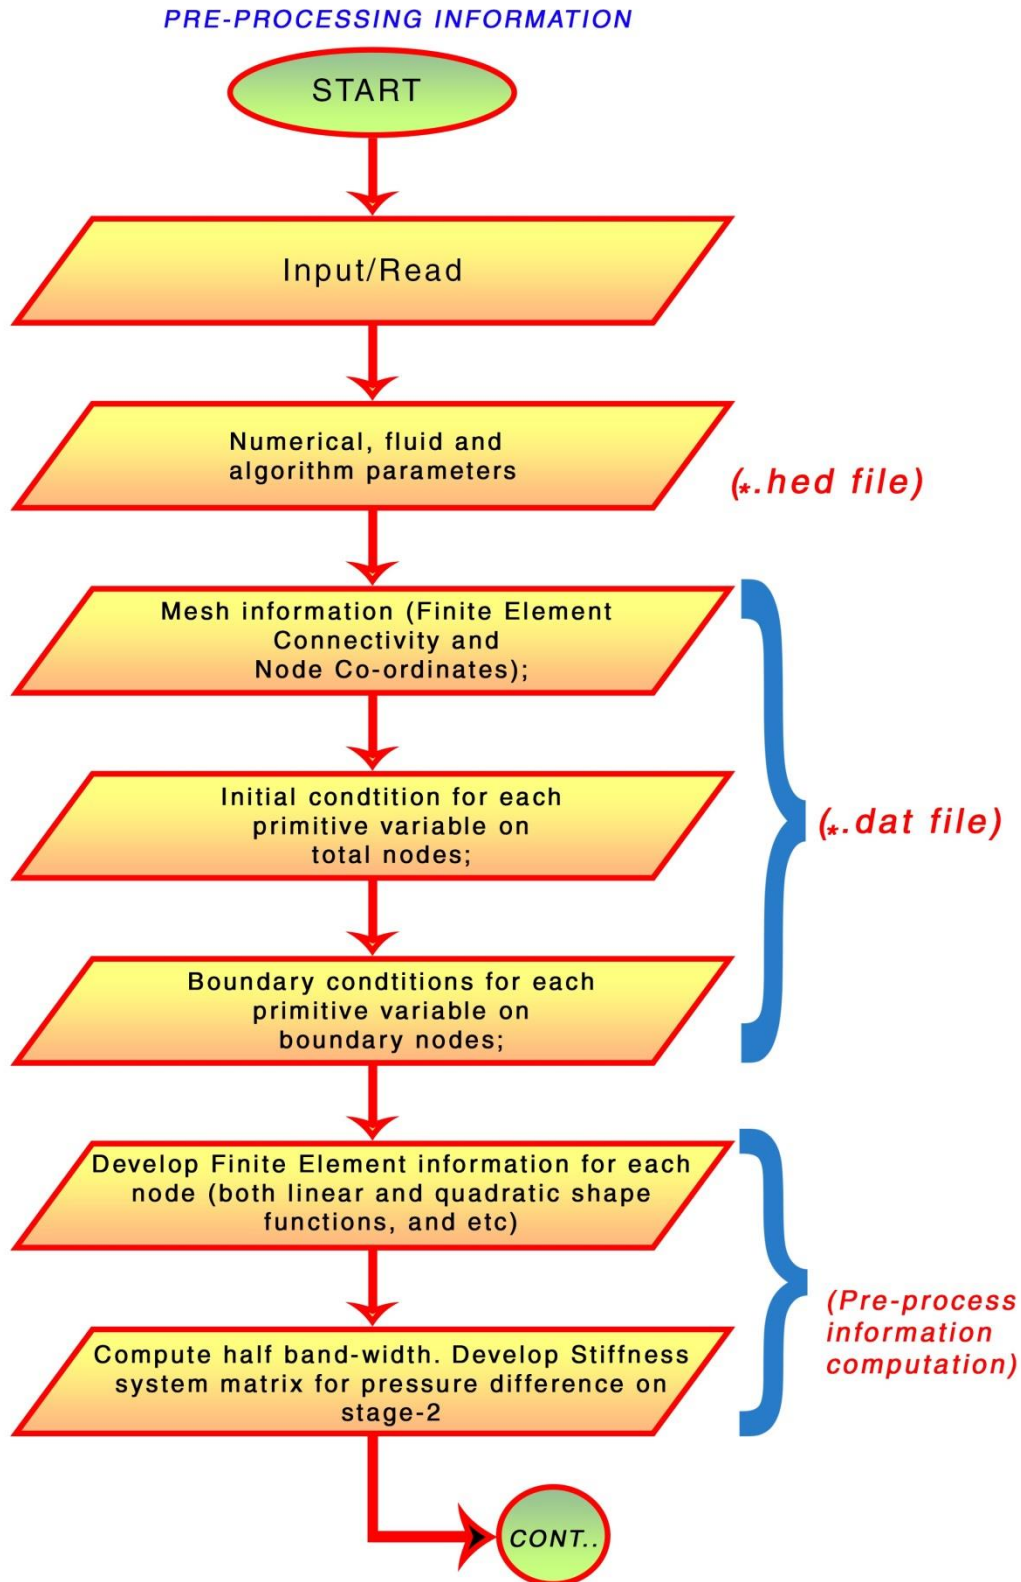 PRE-PROCESSING INFORMATION
START
Input/Read
Numerical, fluid and
algorithm parameters
(*.hed file)
Mesh information (Finite Element
Connectivity and
Node Co-ordinates);
Initial condtition for each
primitive variable on
total nodes;
(*.dat file)
Boundary condtitions for each
primitive variable on
boundary nodes;
Develop Finite Element information for each
node (both linear and quadratic shape
functions, and etc)
(Pre-process
information
computation)
Compute half band-width. Develop Stiffness
system matrix for pressure difference on
stage-2
CONT..